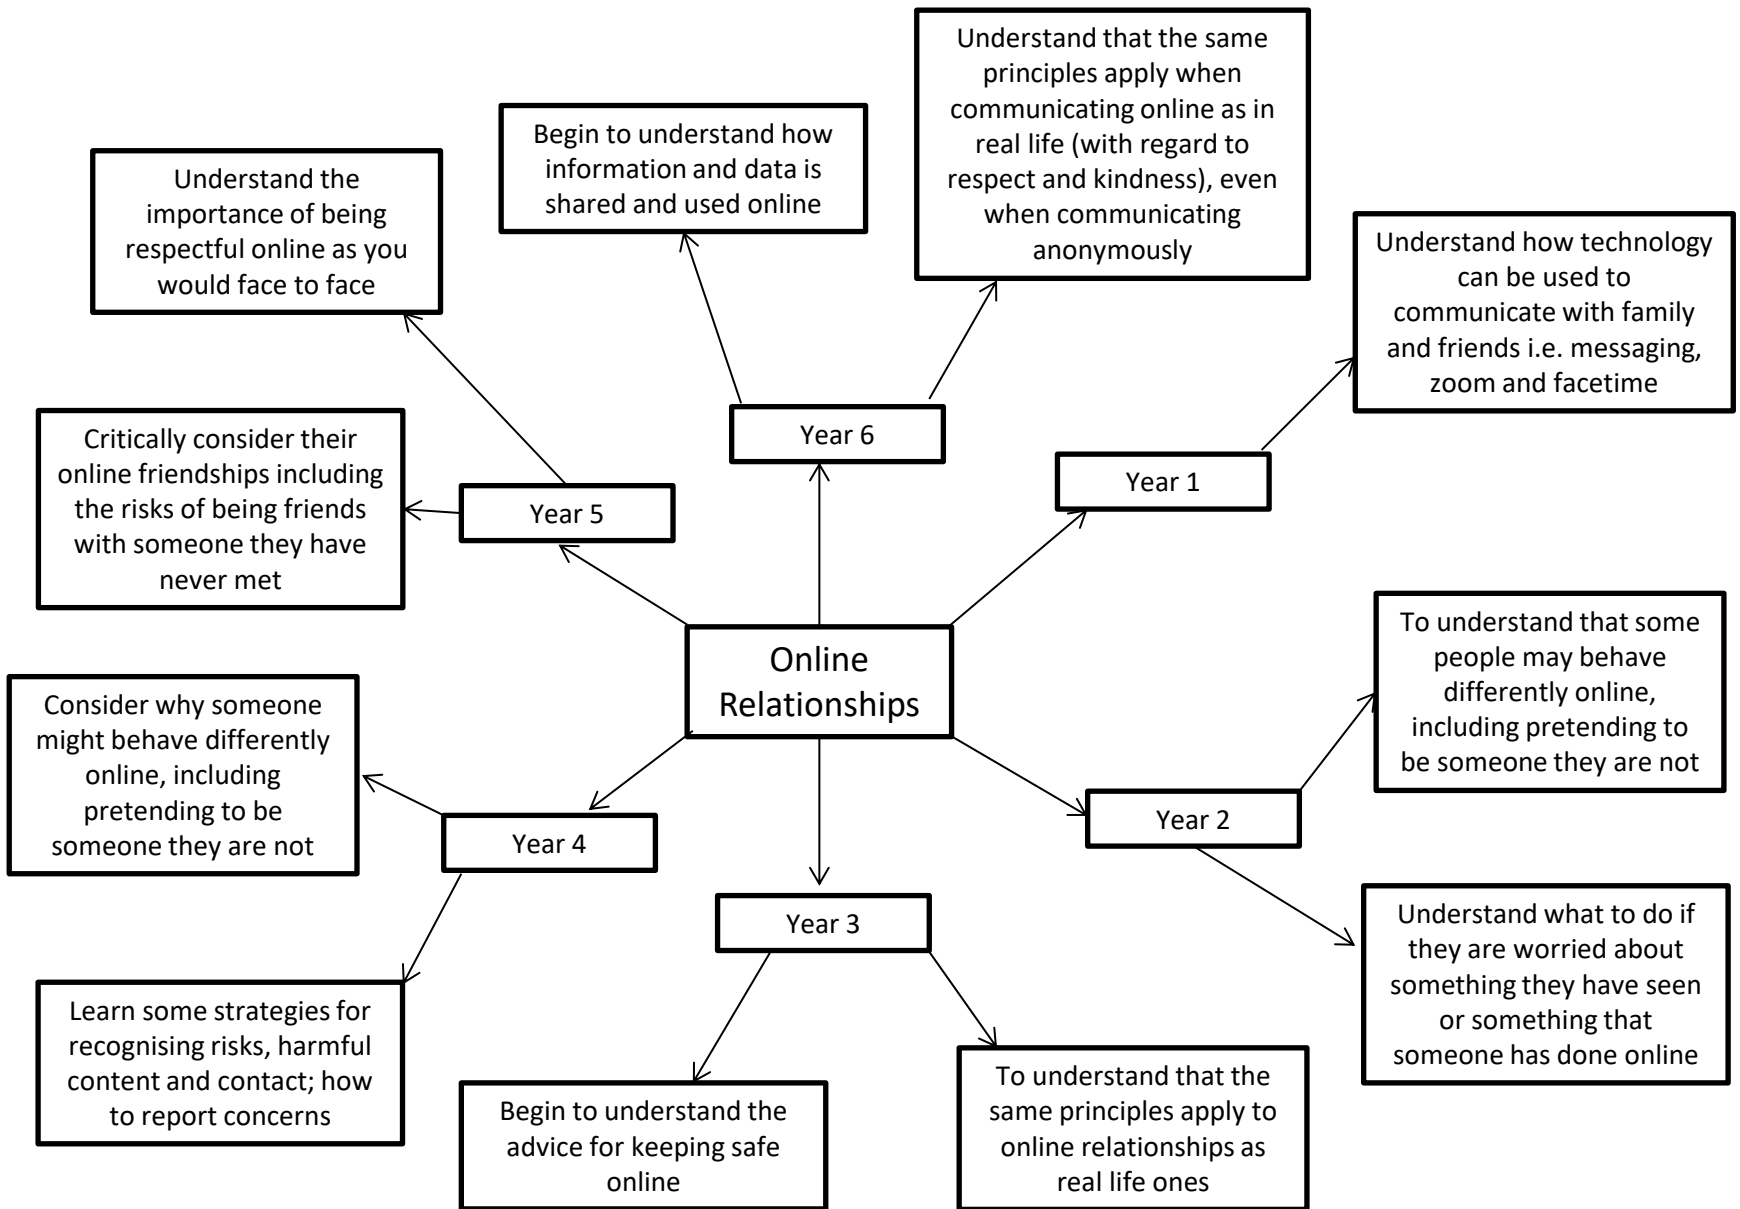 Understand that the same
principles apply when
communicating online as in
real life (with regard to
respect and kindness), even
when communicating
anonymously
Begin to understand how
information and data is
shared and used online
Understand the
importance of being
respectful online as you
would face to face
Understand how technology
can be used to
communicate with family
and friends i.e. messaging,
zoom and facetime
Year 6
Critically consider their
online friendships including
the risks of being friends
with someone they have
never met
Year 1
Year 5
Online
Relationships
To understand that some
people may behave
differently online,
including pretending to
be someone they are not
Consider why someone
might behave differently
online, including
pretending to be
someone they are not
Year 2
Year 4
Year 3
Understand what to do if
they are worried about
something they have seen
or something that
someone has done online
Learn some strategies for
recognising risks, harmful
content and contact; how
to report concerns
Begin to understand the
advice for keeping safe
online
To understand that the
same principles apply to
online relationships as
real life ones